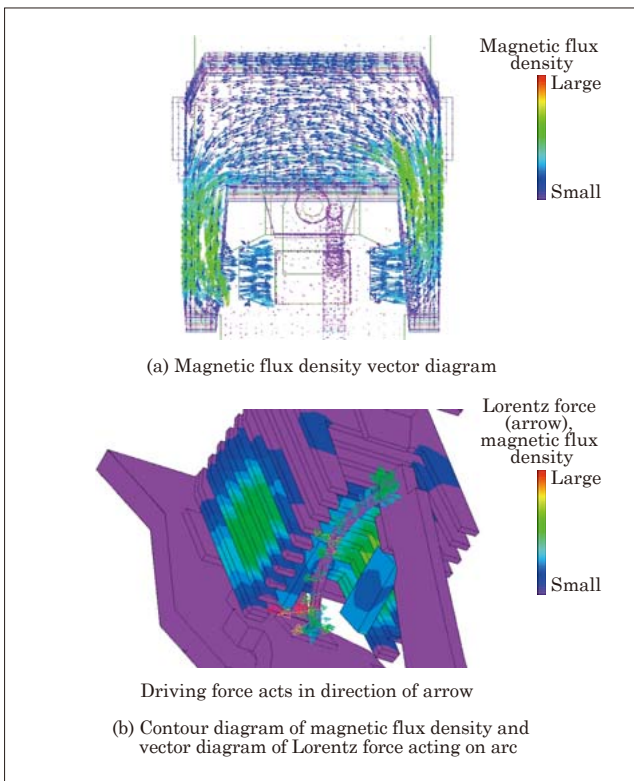 Magnetic flux
density
Large
Small
(a) Magnetic flux density vector diagram
Lorentz force
(arrow),
magnetic flux
density
Large
Small
Driving force acts in direction of arrow
(b) Contour diagram of magnetic flux density and
vector diagram of Lorentz force acting on arc